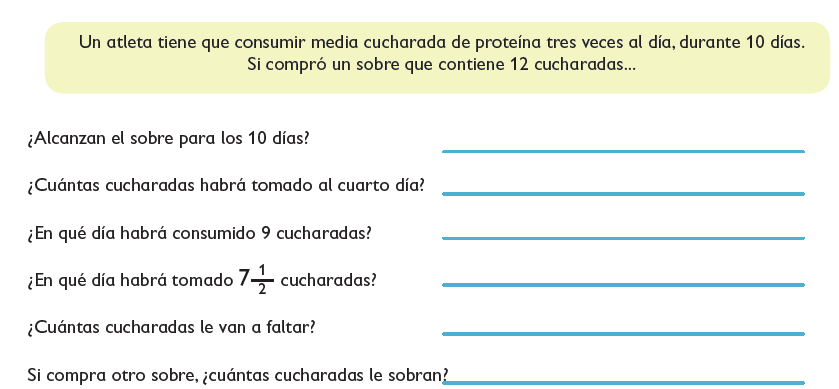 Un atleta tiene que consumir media cucharada de proteína tres veces al día, durante 10 días.
Si compró un sobre que contiene 12 cucharadas...
¿Alcanzan el sobre para los 10 días?
¿Cuántas cucharadas habrá tomado al cuarto día?
¿En qué día habrá consumido 9 cucharadas?
¿En qué día habrá tomado 7 1/2 cucharadas?
¿Cuántas cucharadas le van a faltar?
Si compra otro sobre, ¿cuántas cucharadas le sobran?